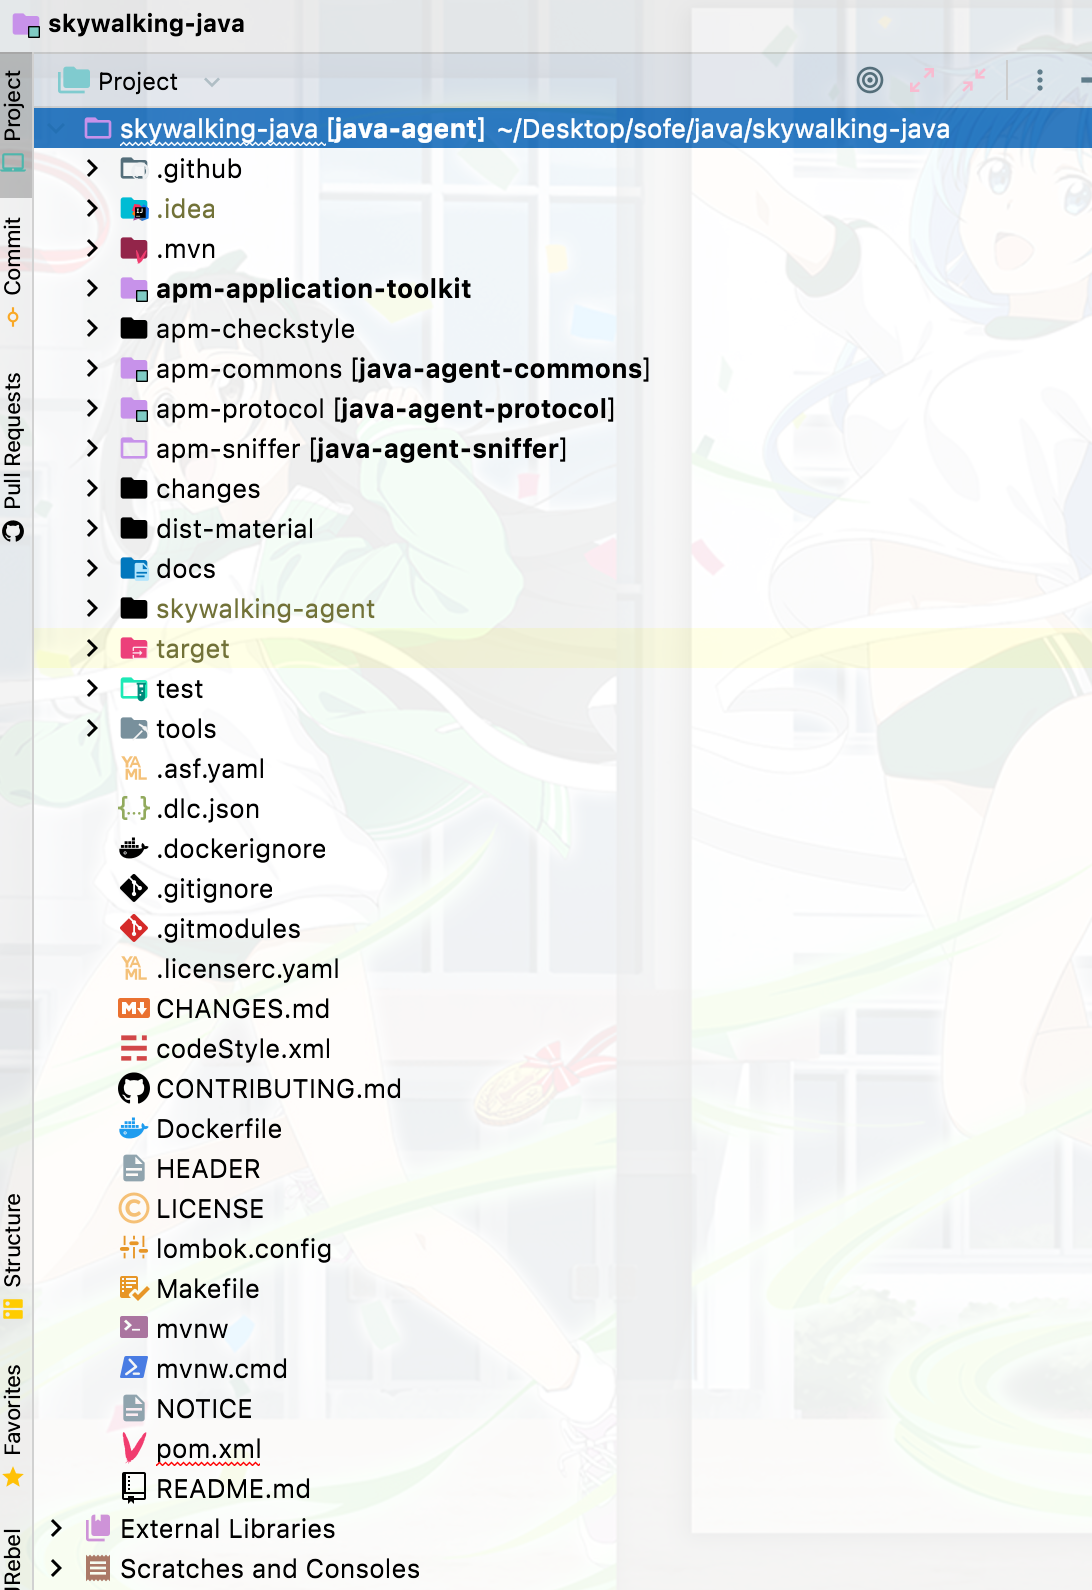 skywalking-java
Project
skywalking-java [java-agent] ~/Desktop/sofe/java/skywalking-java
.github
.idea
.mvn
apm-application-toolkit
apm-checkstyle
apm-commons [java-agent-commons]
apm-protocol [java-agent-protocol]
apm-sniffer [java-agent-sniffer]
changes
dist-material
docs
skywalking-agent
target
test
tools
.asf.yaml
.dlc.json
.dockerignore
.gitignore
.gitmodules
.licenserc.yaml
CHANGES.md
codeStyle.xml
CONTRIBUTING.md
Dockerfile
HEADER
LICENSE
lombok.config
Makefile
mvnw
mvnw.cmd
NOTICE
pom.xml
README.md
External Libraries
Scratches and Consoles
Project
Commit
Pull Requests
Structure
Favorites
JRebel